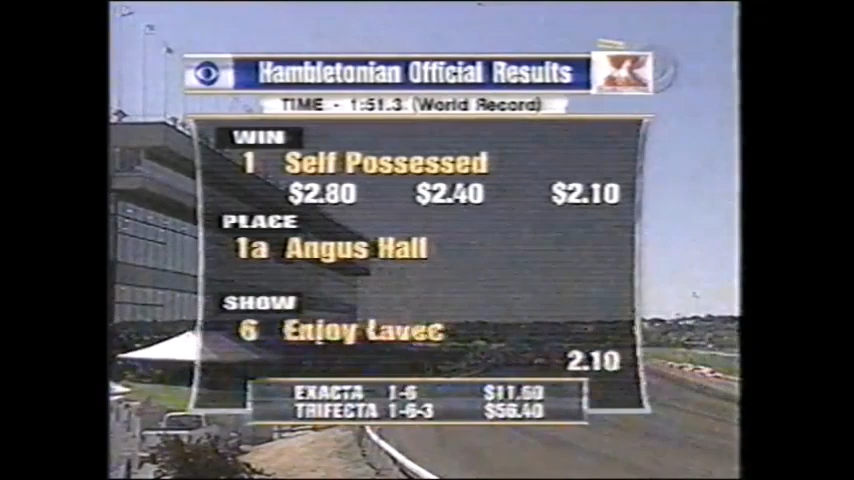 Hambletonian Official Results
TIME - 1:51.3 (World Record)
WIN
1 Self Possessed
$2.80 $2.40 $2.10
PLACE
1a Angus Hall
SHOW
6 Enjoy Lavec
2.10
EXACTA 1-6 $11.60
TRIFECTA 1-6-3 $56.40